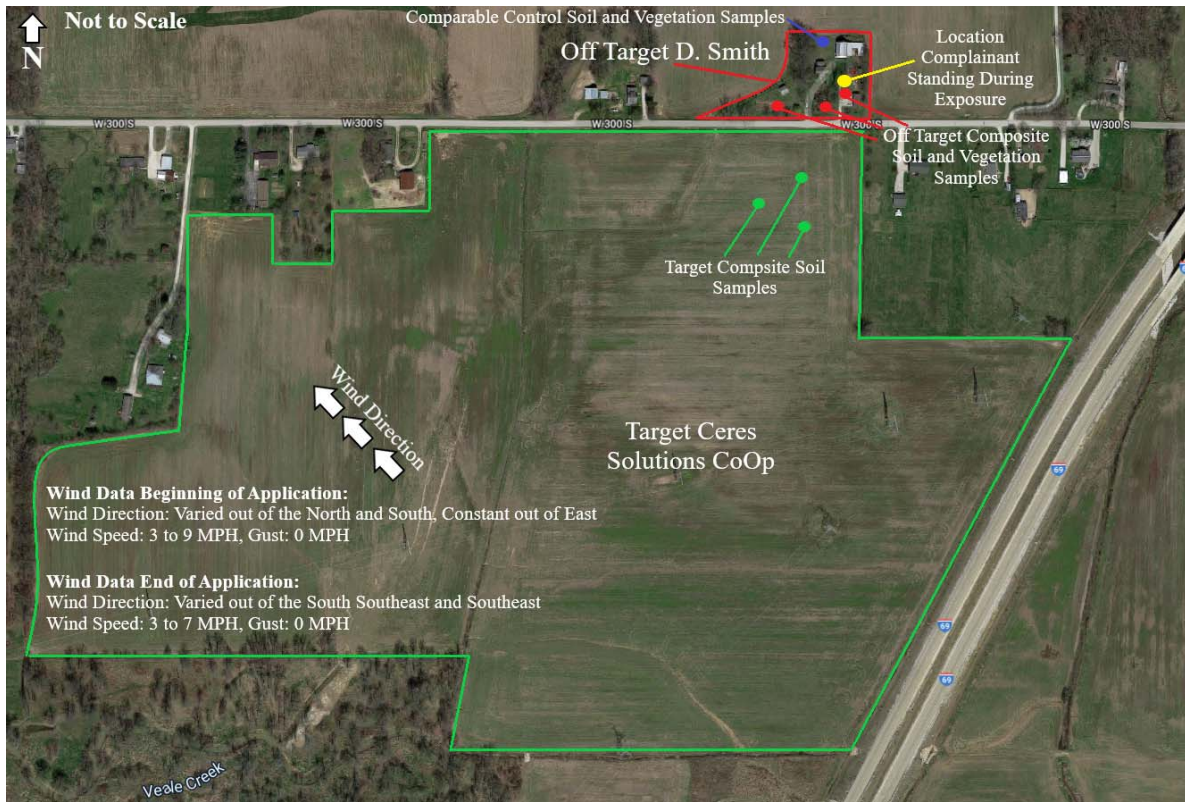 Not to Scale
N
Comparable Control Soil and Vegetation Samples
Off Target D. Smith
Location
Complainant
Standing During
Exposure
W 300 S
W 300 S
W 300 S
W 300 S
W 300 S
Off Target Composite
Soil and Vegetation
Samples
Target Compsite Soil
Samples
Wind Direction
Target Ceres
Solutions CoOp
Wind Data Beginning of Application:
Wind Direction: Varied out of the North and South, Constant out of East
Wind Speed: 3 to 9 MPH, Gust: 0 MPH
Wind Data End of Application:
Wind Direction: Varied out of the South Southeast and Southeast
Wind Speed: 3 to 7 MPH, Gust: 0 MPH
69
69
69
Veale Creek